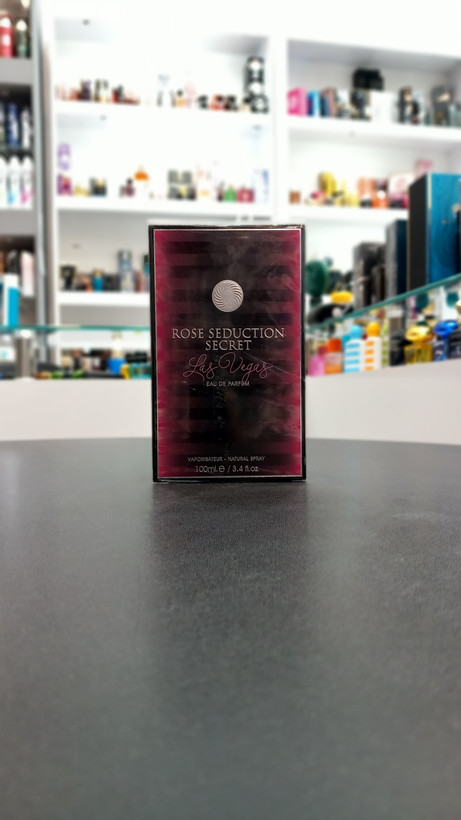 ROSE SEDUCTION
SECRET
Las Vegas
EAU DE PARFUM
VAPORISATEUR - NATURAL SPRAY
100ml ℮ / 3.4 fl.oz